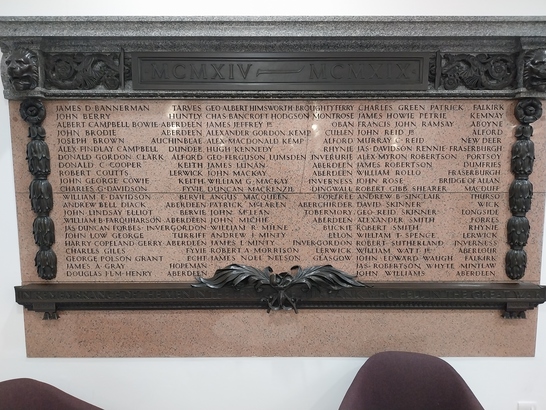 MCMXIV — MCMXIX
JAMES D. BANNERMAN TARVES
JOHN BERRY HUNTLY
ALBERT CAMPBELL BOWIE ABERDEEN
JOHN BRODIE ALFORD
JOSEPH BROWN AUCHINBLAE
ALEX. FINDLAY CAMPBELL DUNDEE
DONALD GORDON CLARK ALFORD
DONALD C. COOPER KEITH
ROBERT COUTTS LERWICK
JOHN GEORGE COWIE KEITH
CHARLES G. DAVIDSON FYVIE
WILLIAM E. DAVIDSON BERVIE
ANDREW BELL DIACK ABERDEEN
JOHN LINDSAY ELLIOT BERVIE
WILLIAM B. FARQUHARSON ABERDEEN
JAS. DUNCAN FORBES INVERGORDON
JOHN LOW GEORGE TURRIFF
HARRY COPELAND GERRY ABERDEEN
CHARLES GILES FYVIE
GEORGE POLSON GRANT ECHT
JAMES A. GRAY HOPEMAN
DOUGLAS ELM. HENRY ABERDEEN
GEO. ALBERT HIMSWORTH BROUGHTY FERRY
CHAS. BANCROFT HODGSON MONTROSE
JAMES JEFFREY OBAN
ALEXANDER GORDON KEMP CULLEN
ALEX. MACDONALD KEMP ALFORD
HUGH KENNEDY RHYNIE
GEO. FERGUSON LUMSDEN INVERURIE
JAMES LUNAN ABERDEEN
JOHN MACKAY ABERDEEN
WILLIAM G. MACKAY INVERNESS
DUNCAN MACKENZIE DINGWALL
ANGUS MACQUEEN
PATRICK McLAREN ABERDEEN
JOHN McLEAN TOBERMORY
JOHN MICHIE ABERDEEN
WILLIAM R. MILNE BUCKIE
ANDREW F. MINTY
JAMES L. MINTY INVERGORDON
ROBERT A. MORRISON LERWICK
JAMES NOEL NELSON GLASGOW
CHARLES GREEN PATRICK FALKIRK
JAMES HOWIE PETRIE KEMNAY
FRANCIS JOHN RAMSAY ABOYNE
JOHN REID ALFORD
MURRAY F. REID NEW DEER
JAS. DAVIDSON RENNIE FRASERBURGH
ALEX. MYRON ROBERTSON PORTSOY
JAMES ROBERTSON DUMFRIES
WILLIAM ROLLO FRASERBURGH
JOHN ROSE BRIDGE OF ALLAN
ROBERT GIBB SHEARER MACDUFF
ANDREW B. SINCLAIR THURSO
JAMES SINCLAIR WICK
GEO. REID SKINNER LONGSIDE
ALEXANDER SMITH FORRES
ROBERT SMITH RHYNIE
WILLIAM T. SPENCE LERWICK
ROBERT SUTHERLAND INVERNESS
WILLIAM WATT ABERLOUR
JOHN EDWARD WAUGH FALKIRK
JAS. ROBERTSON WHYTE MINTLAW
JOHN WILLIAMS ABERDEEN